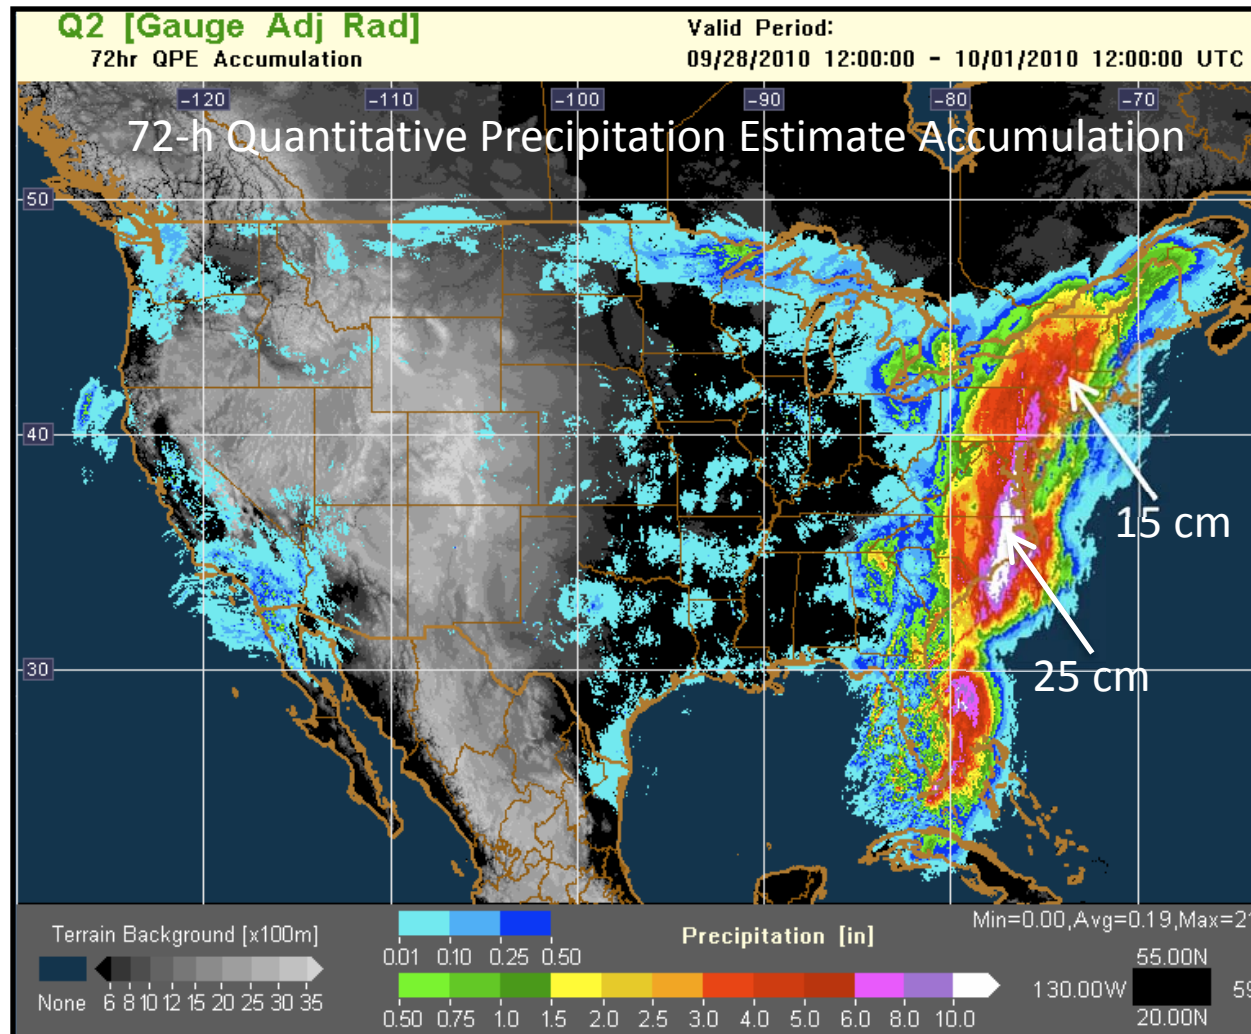 Q2 [Gauge Adj Rad]
72hr QPE Accumulation
Valid Period:
09/28/2010 12:00:00 - 10/01/2010 12:00:00 UTC
-120 -110 -100 -90 -80 -70
72-h Quantitative Precipitation Estimate Accumulation
50
40
15 cm
30
25 cm
Terrain Background [x100m]
None 6 8 10 12 15 20 25 30 35
0.01 0.10 0.25 0.50
Precipitation [in]
0.50 0.75 1.0 1.5 2.0 2.5 3.0 4.0 5.0 6.0 8.0 10.0
Min=0.00,Avg=0.19,Max=21
55.00N
130.00W 59
20.00N